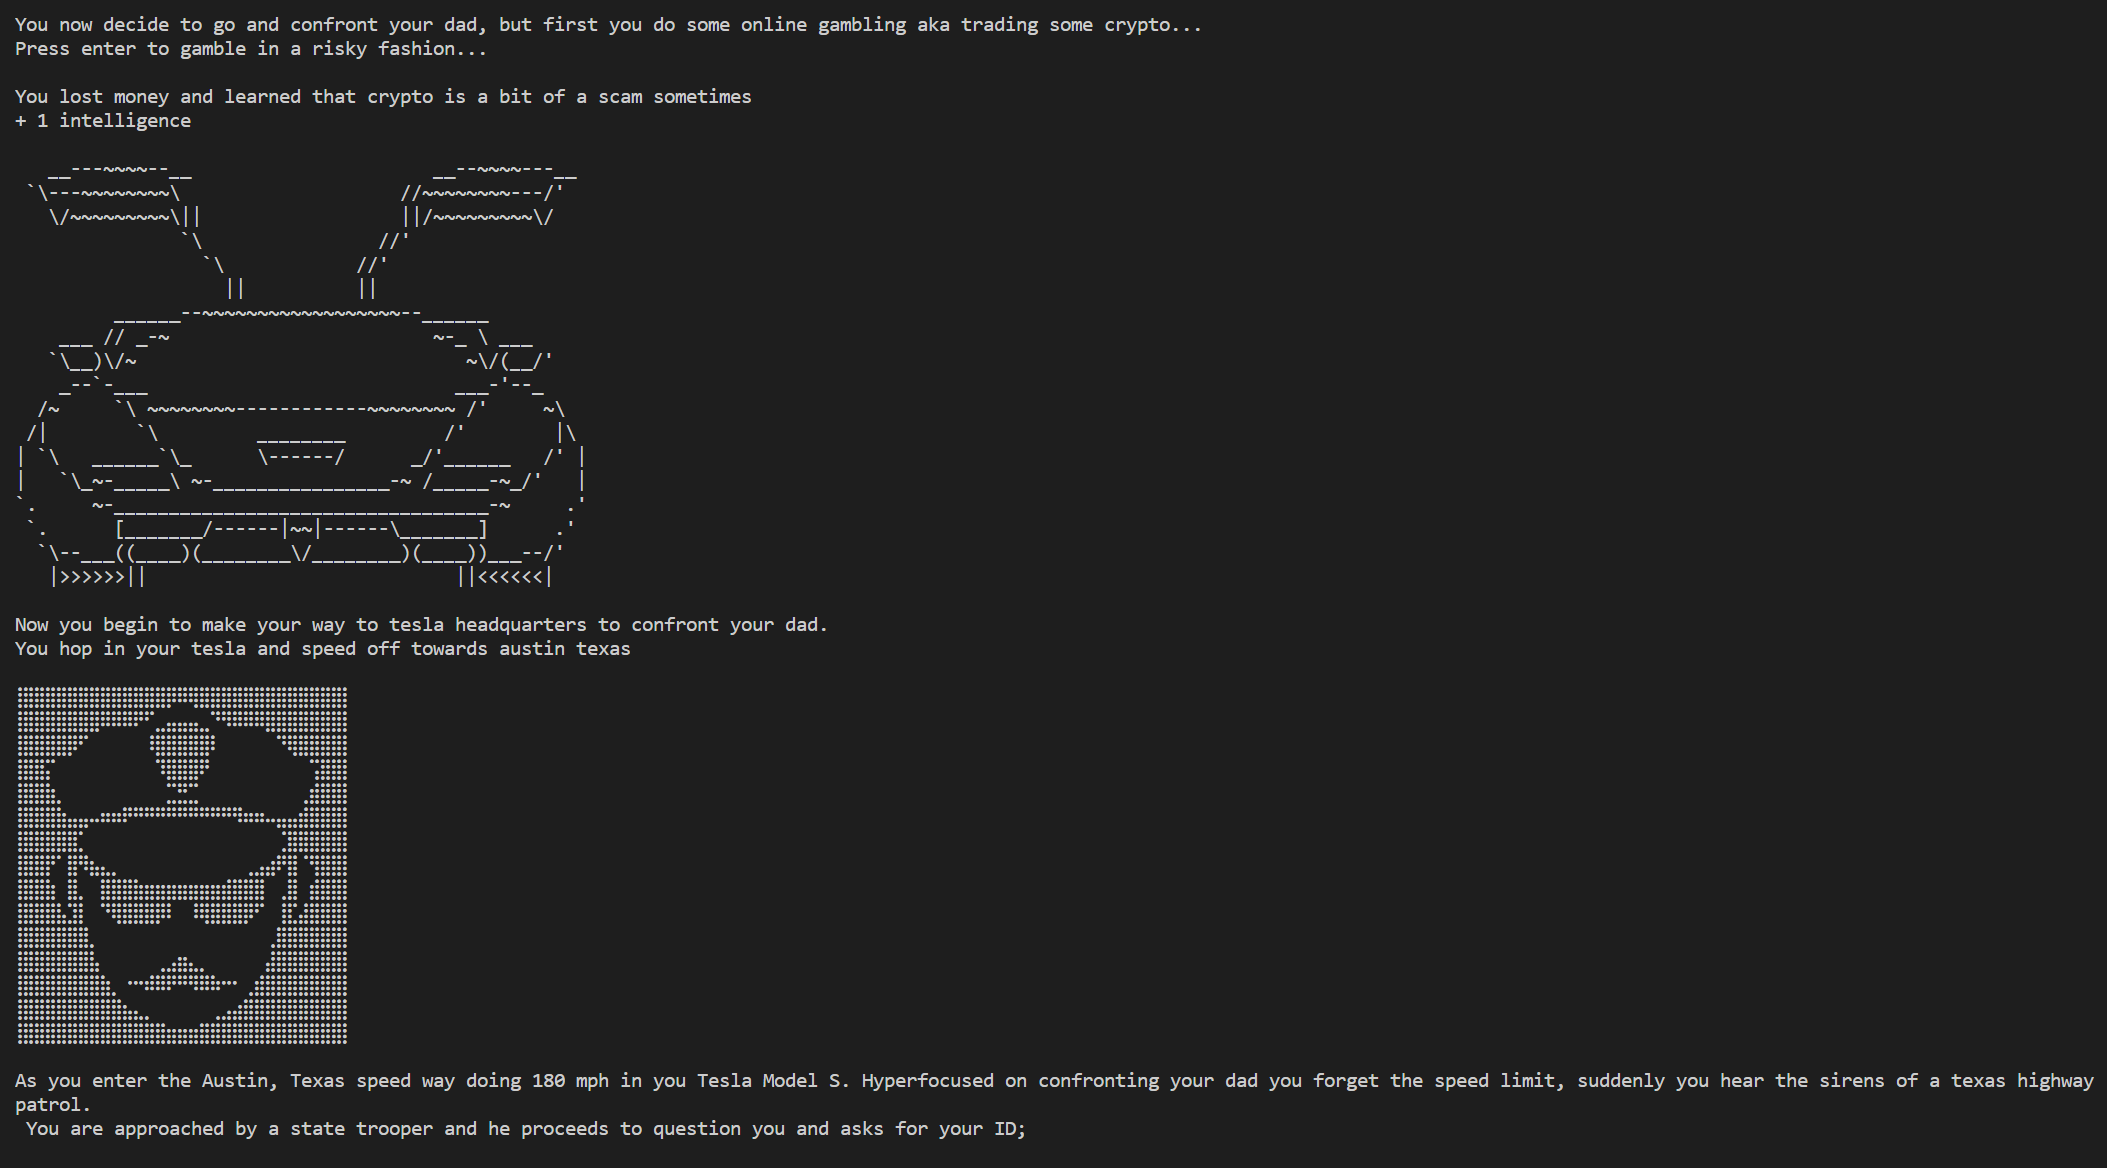 You now decide to go and confront your dad, but first you do some online gambling aka trading some crypto...
Press enter to gamble in a risky fashion...
You lost money and learned that crypto is a bit of a scam sometimes
+ 1 intelligence
Now you begin to make your way to tesla headquarters to confront your dad.
You hop in your tesla and speed off towards austin texas
As you enter the Austin, Texas speed way doing 180 mph in you Tesla Model S. Hyperfocused on confronting your dad you forget the speed limit, suddenly you hear the sirens of a texas highway
patrol.
You are approached by a state trooper and he proceeds to question you and asks for your ID;